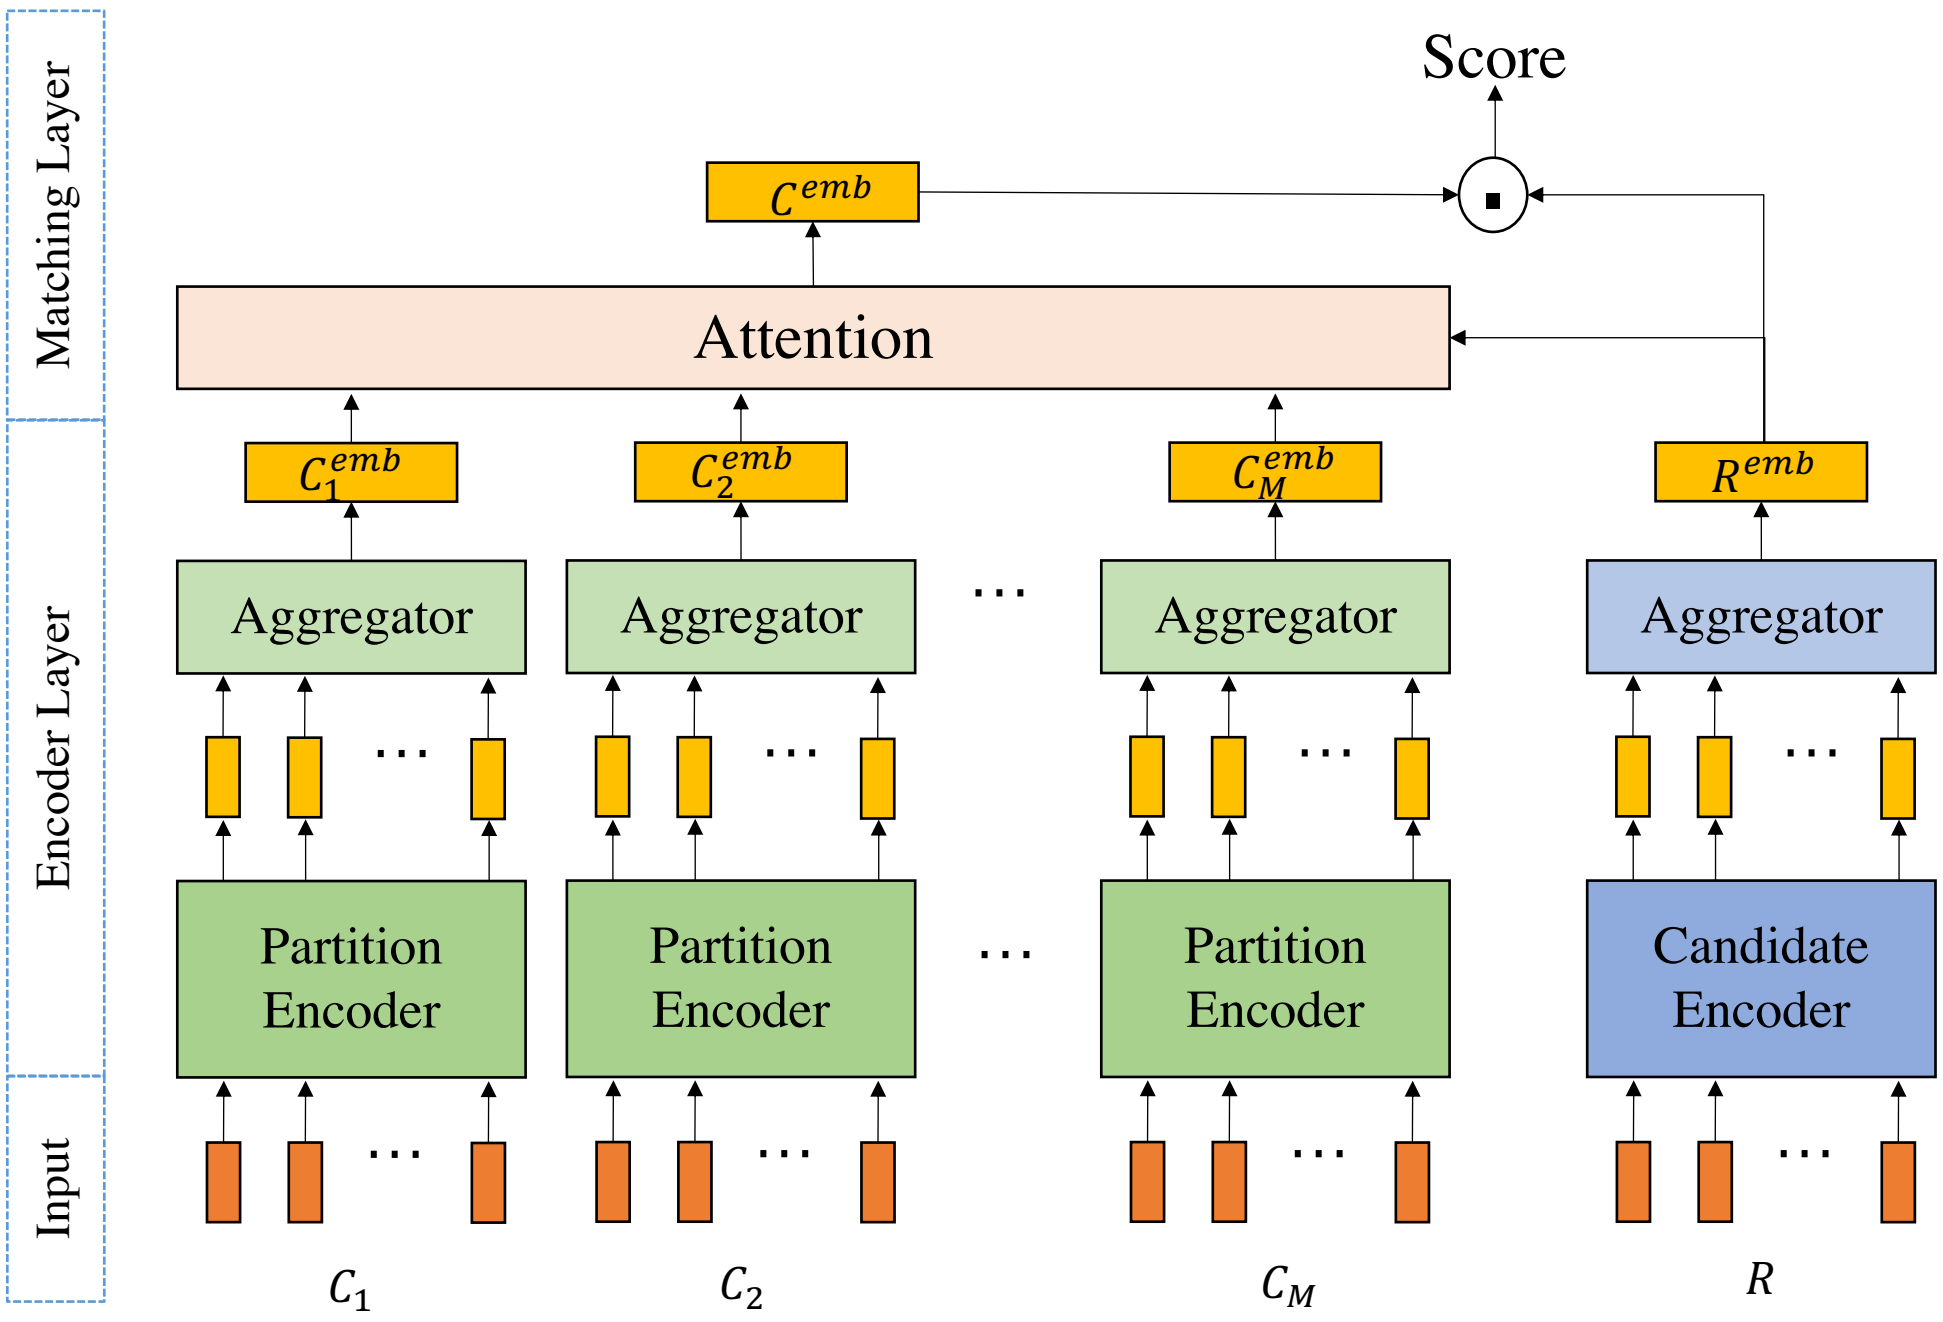 Score
Matching Layer
C^{emb}
Attention
C_1^{emb} C_2^{emb} C_M^{emb} R^{emb}
Encoder Layer
Aggregator Aggregator ... Aggregator Aggregator
... ... ... ...
Partition Encoder Partition Encoder ... Partition Encoder Candidate Encoder
Input
... ... ... ...
C_1 C_2 C_M R